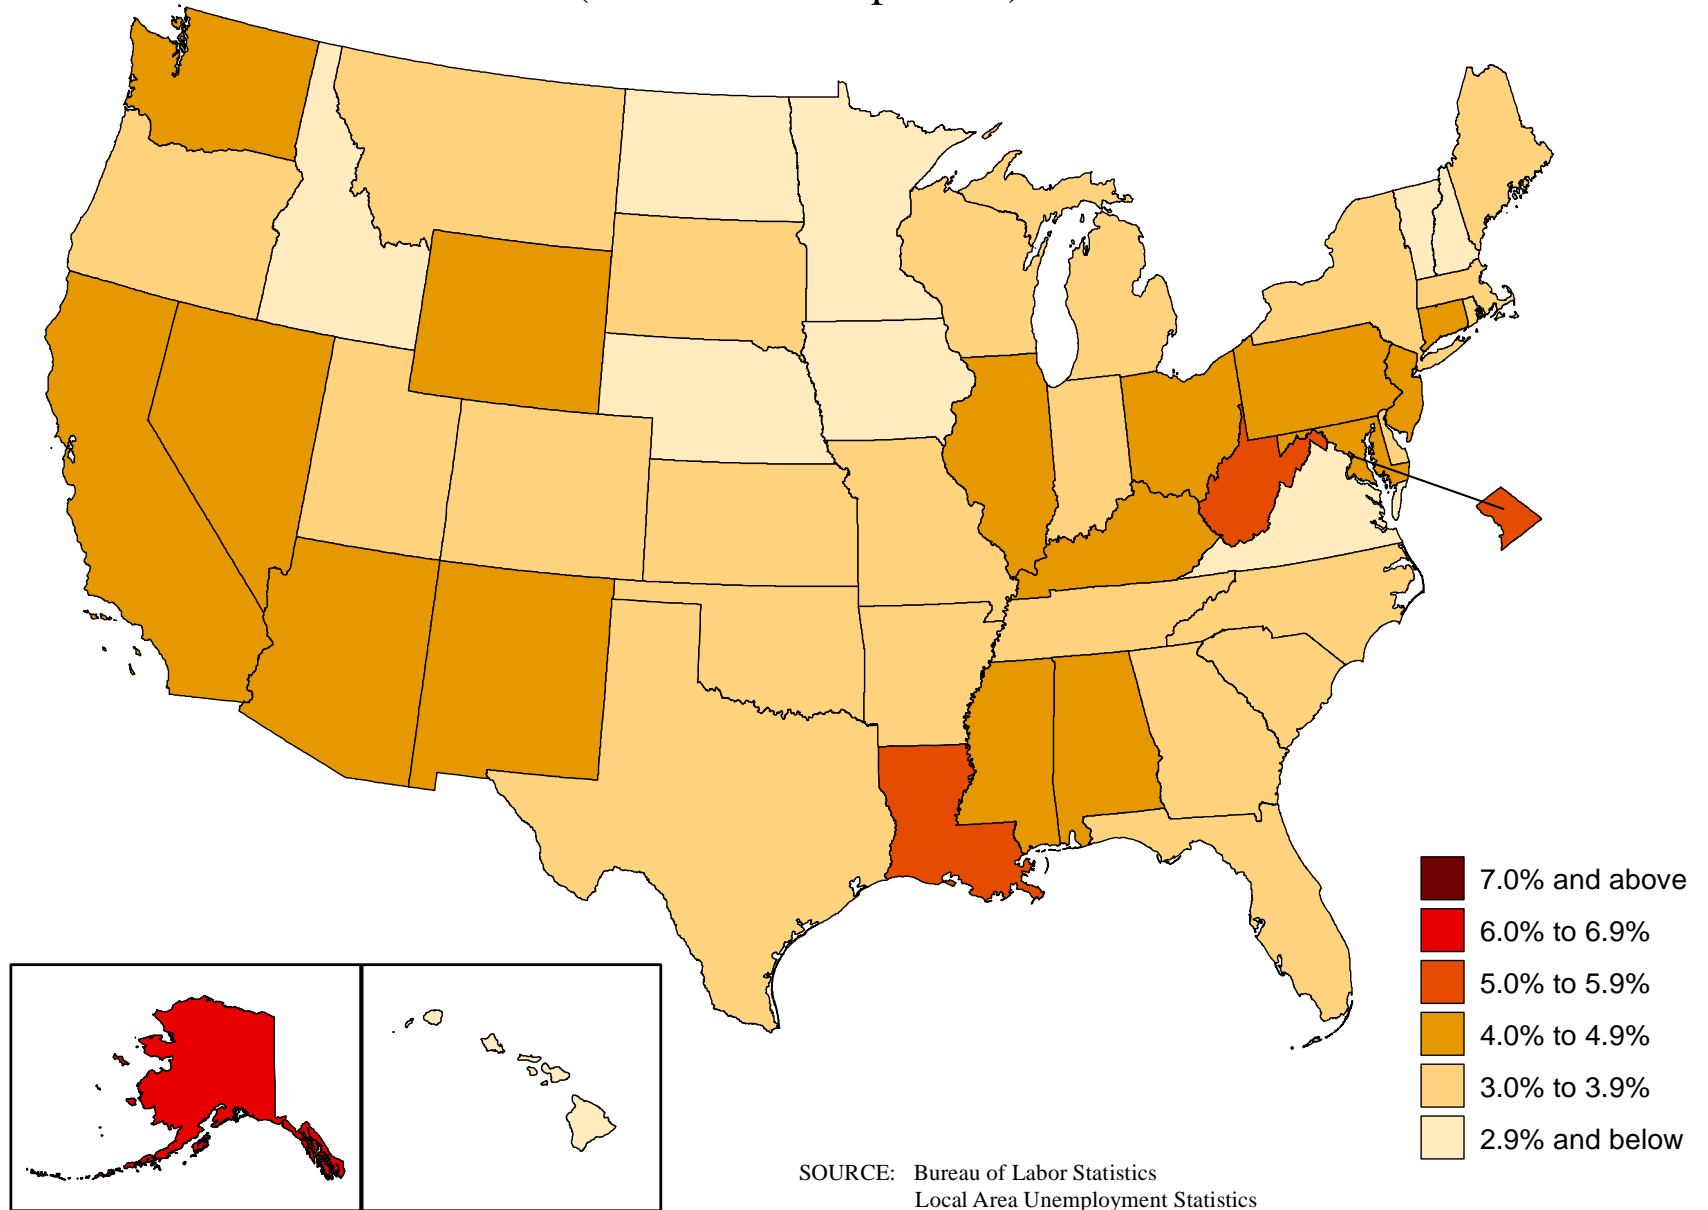 7.0% and above
6.0% to 6.9%
5.0% to 5.9%
4.0% to 4.9%
3.0% to 3.9%
2.9% and below
SOURCE: Bureau of Labor Statistics
Local Area Unemployment Statistics